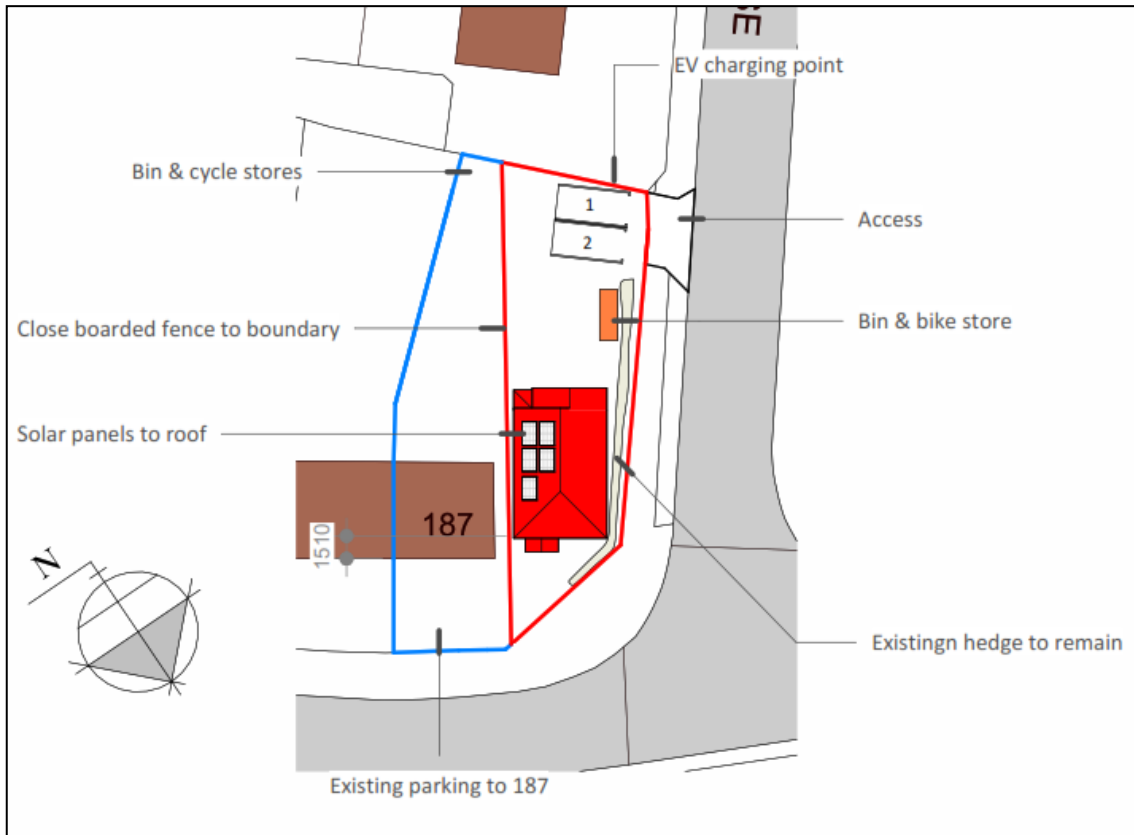 SE
EV charging point
Bin & cycle stores
1
Access
2
Close boarded fence to boundary
Bin & bike store
Solar panels to roof
187
1510
N
Existingn hedge to remain
Existing parking to 187